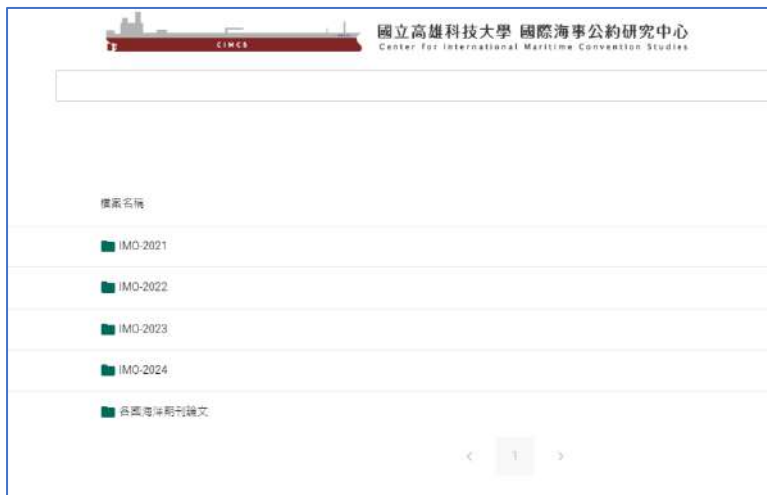 CIMCS
國立高雄科技大學 國際海事公約研究中心
Center for International Maritime Convention Studies
檔案名稱
IMO-2021
IMO-2022
IMO-2023
IMO-2024
各國海洋期刊論文
< 1 >